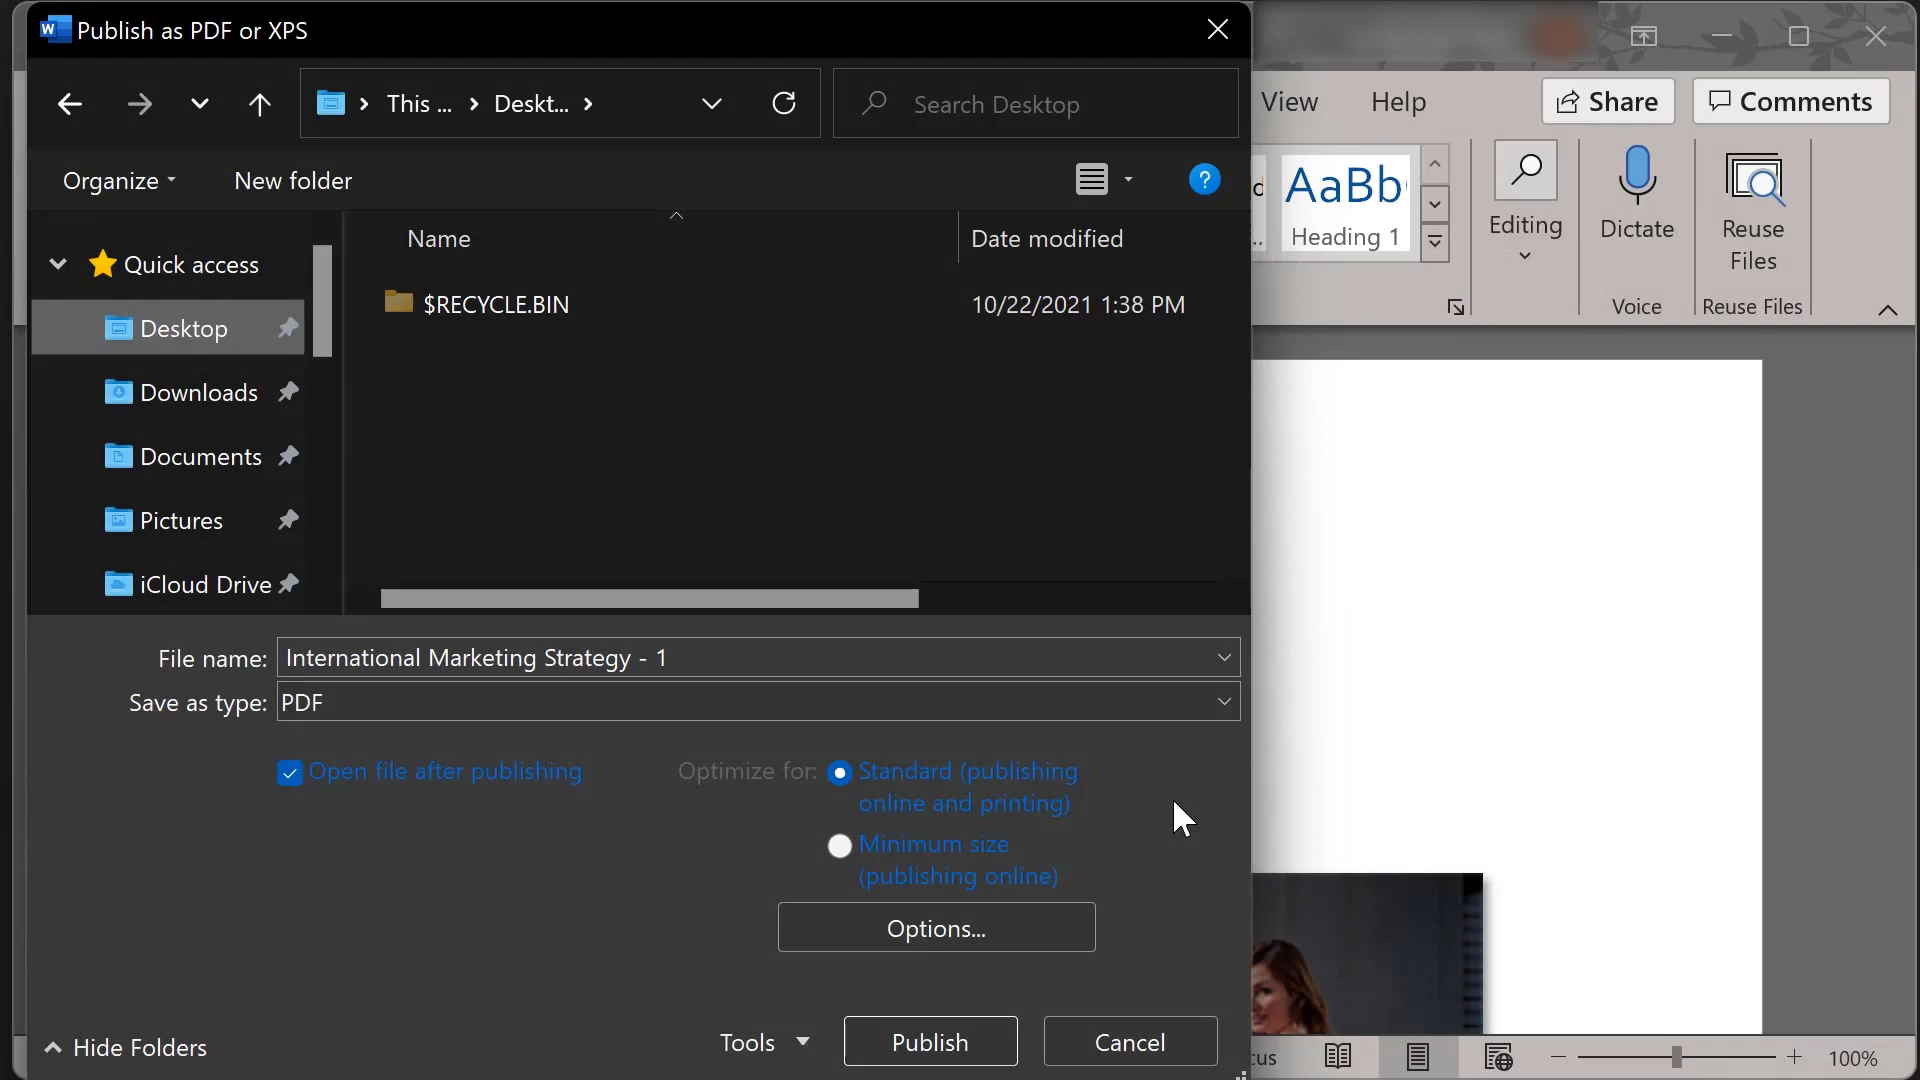 Publish as PDF or XPS
This ...
Deskt...
Search Desktop
View
Help
Share
Comments
Organize
New folder
AaBb
Heading 1
Editing
Dictate
Reuse
Files
Voice
Reuse Files
Name
Date modified
Quick access
$RECYCLE.BIN
10/22/2021 1:38 PM
Desktop
Downloads
Documents
Pictures
iCloud Drive
File name: International Marketing Strategy - 1
Save as type: PDF
Open file after publishing
Optimize for:
Standard (publishing
online and printing)
Minimum size
(publishing online)
Options...
Hide Folders
Tools
Publish
Cancel
cus
100%